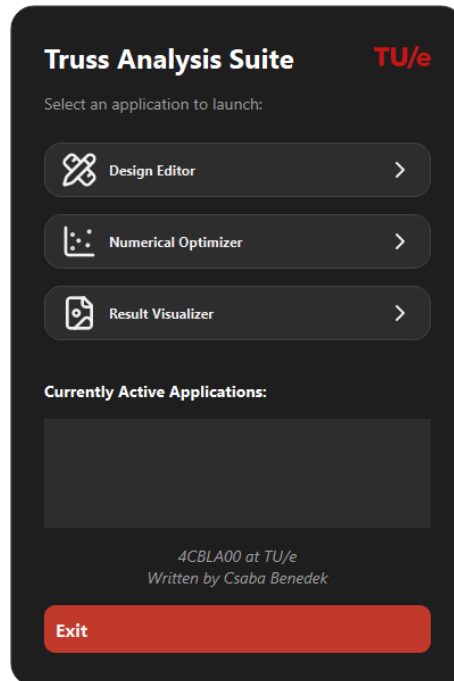 Truss Analysis Suite
TU/e
Select an application to launch:
Design Editor
Numerical Optimizer
Result Visualizer
Currently Active Applications:
4CBLA00 at TU/e
Written by Csaba Benedek
Exit